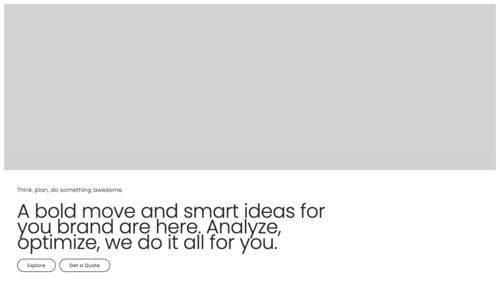 Think, plan, do something awesome.
A bold move and smart ideas for
you brand are here. Analyze,
optimize, we do it all for you.
Explore
Get a Quote